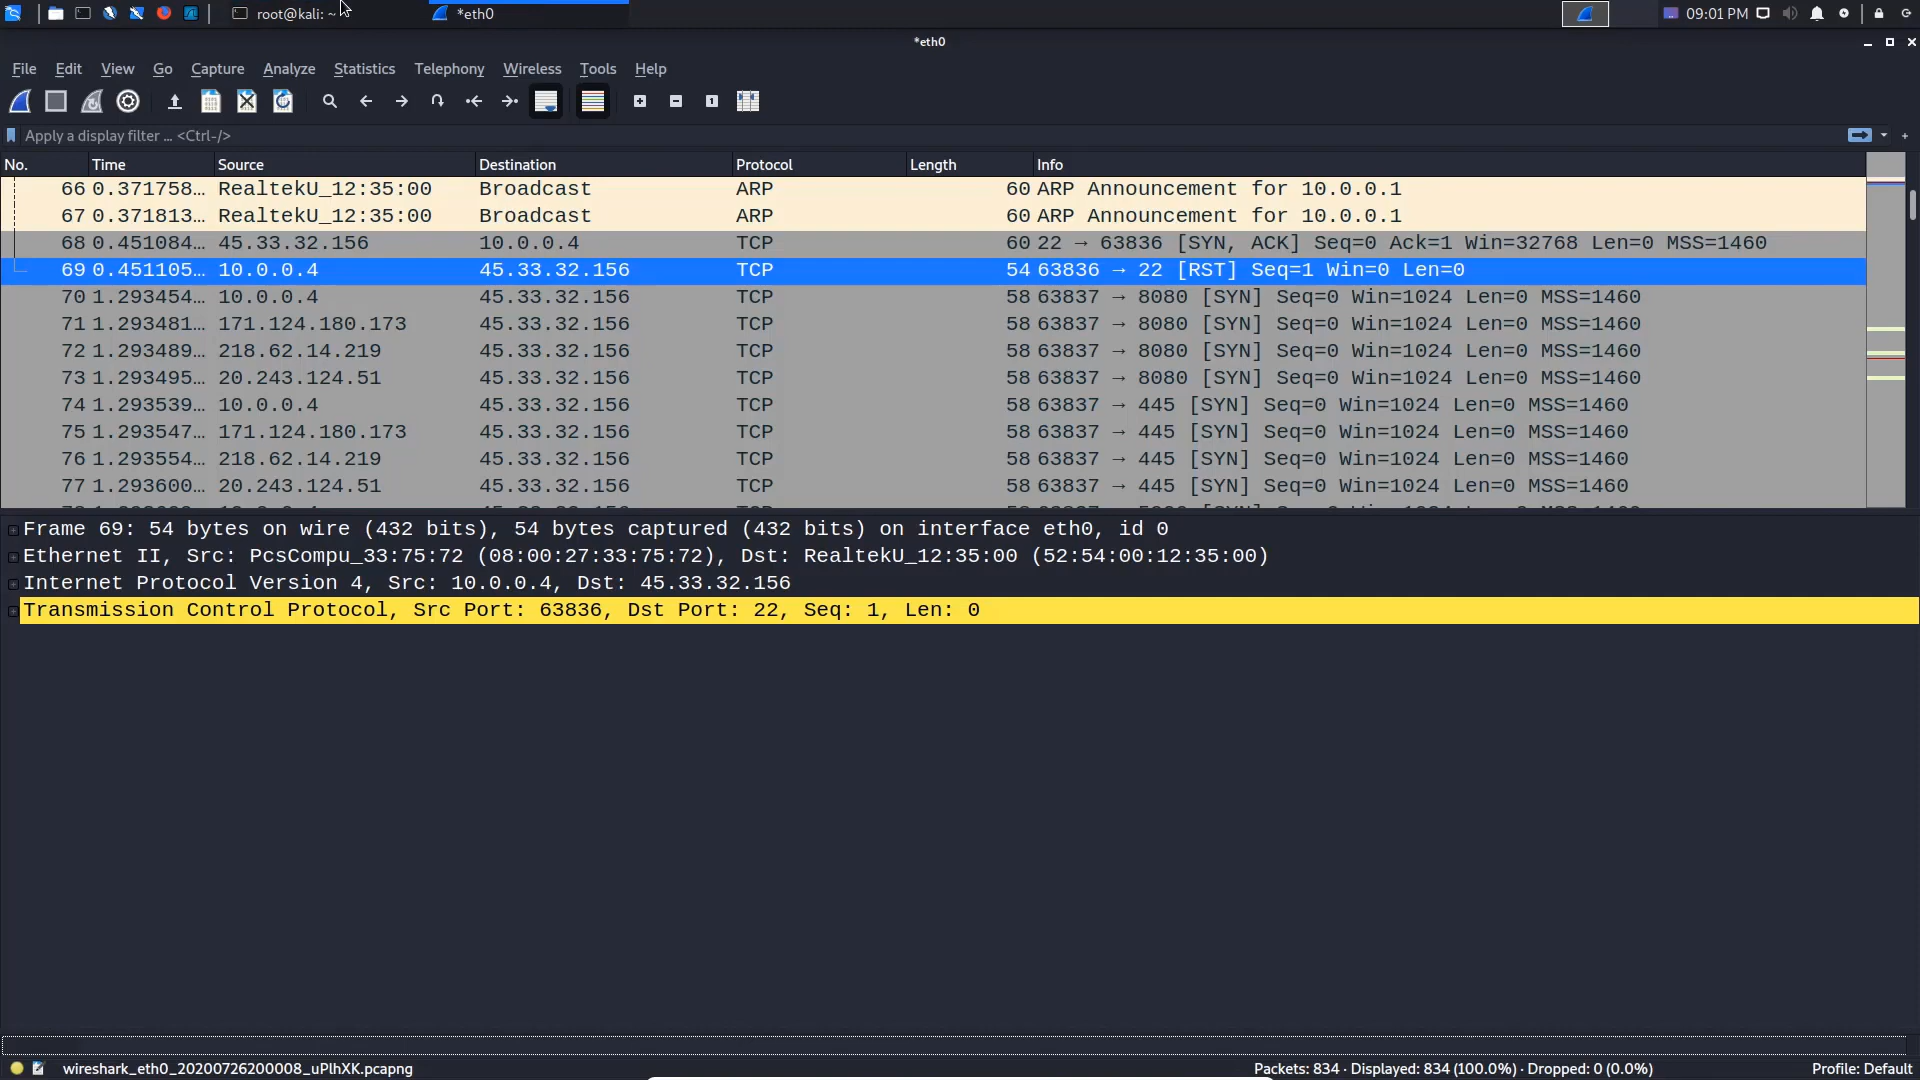 root@kali: ~
*eth0
09:01 PM
*eth0
File Edit View Go Capture Analyze Statistics Telephony Wireless Tools Help
Apply a display filter … <Ctrl-/>
No. Time Source Destination Protocol Length Info
66 0.371758… RealtekU_12:35:00 Broadcast ARP 60 ARP Announcement for 10.0.0.1
67 0.371813… RealtekU_12:35:00 Broadcast ARP 60 ARP Announcement for 10.0.0.1
68 0.451084… 45.33.32.156 10.0.0.4 TCP 60 22 → 63836 [SYN, ACK] Seq=0 Ack=1 Win=32768 Len=0 MSS=1460
69 0.451105… 10.0.0.4 45.33.32.156 TCP 54 63836 → 22 [RST] Seq=1 Win=0 Len=0
70 1.293454… 10.0.0.4 45.33.32.156 TCP 58 63837 → 8080 [SYN] Seq=0 Win=1024 Len=0 MSS=1460
71 1.293481… 171.124.180.173 45.33.32.156 TCP 58 63837 → 8080 [SYN] Seq=0 Win=1024 Len=0 MSS=1460
72 1.293489… 218.62.14.219 45.33.32.156 TCP 58 63837 → 8080 [SYN] Seq=0 Win=1024 Len=0 MSS=1460
73 1.293495… 20.243.124.51 45.33.32.156 TCP 58 63837 → 8080 [SYN] Seq=0 Win=1024 Len=0 MSS=1460
74 1.293539… 10.0.0.4 45.33.32.156 TCP 58 63837 → 445 [SYN] Seq=0 Win=1024 Len=0 MSS=1460
75 1.293547… 171.124.180.173 45.33.32.156 TCP 58 63837 → 445 [SYN] Seq=0 Win=1024 Len=0 MSS=1460
76 1.293554… 218.62.14.219 45.33.32.156 TCP 58 63837 → 445 [SYN] Seq=0 Win=1024 Len=0 MSS=1460
77 1.293600… 20.243.124.51 45.33.32.156 TCP 58 63837 → 445 [SYN] Seq=0 Win=1024 Len=0 MSS=1460
Frame 69: 54 bytes on wire (432 bits), 54 bytes captured (432 bits) on interface eth0, id 0
Ethernet II, Src: PcsCompu_33:75:72 (08:00:27:33:75:72), Dst: RealtekU_12:35:00 (52:54:00:12:35:00)
Internet Protocol Version 4, Src: 10.0.0.4, Dst: 45.33.32.156
Transmission Control Protocol, Src Port: 63836, Dst Port: 22, Seq: 1, Len: 0
wireshark_eth0_20200726200008_uPlhXK.pcapng
Packets: 834 · Displayed: 834 (100.0%) · Dropped: 0 (0.0%)
Profile: Default